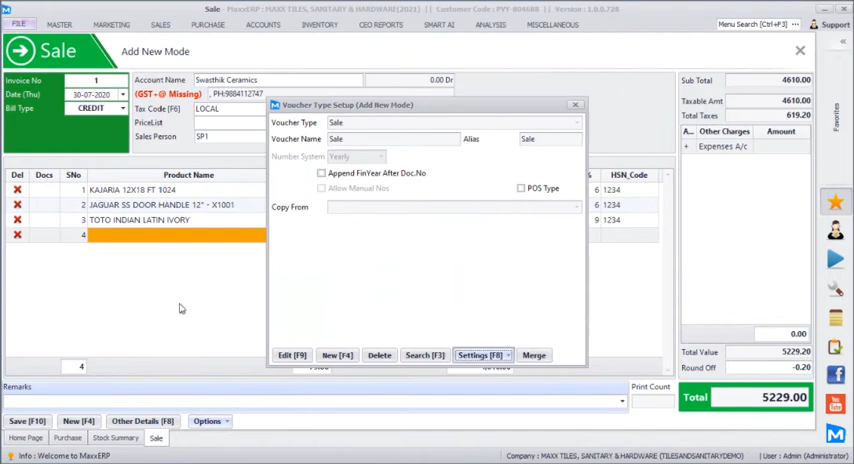 Sale - MaxxERP : MAXX TILES, SANITARY & HARDWARE(2021) || Customer Code : PVY-804688 || Version : 1.0.0.728
FILE MASTER MARKETING SALES PURCHASE ACCOUNTS INVENTORY CEO REPORTS SMART AI ANALYSIS MISCELLANEOUS Menu Search [Ctrl+F3] Support
Sale Add New Mode
Invoice No 1 Account Name Swasthik Ceramics 0.00 Dr Sub Total 4610.00
Date (Thu) 30-07-2020 (GST+@ Missing) , PH:9884112747 Taxable Amt 4610.00
Bill Type CREDIT Tax Code [F6] LOCAL Total Taxes 619.20
PriceList
Sales Person SP1
A... Other Charges Amount
+ Expenses A/c
Favorites
Voucher Type Setup (Add New Mode)
Voucher Type Sale
Voucher Name Sale Alias Sale
Number System Yearly
Append FinYear After Doc.No
Allow Manual Nos POS Type
Copy From
Edit [F9] New [F4] Delete Search [F3] Settings [F8] Merge
Del Docs SNo Product Name % HSN_Code
1 KAJARIA 12X18 FT 1024 6 1234
2 JAGUAR SS DOOR HANDLE 12" - X1001 6 1234
3 TOTO INDIAN LATIN IVORY 9 1234
4
0.00
4
Total Value 5229.20
Round Off -0.20
Remarks Print Count
Total 5229.00
Save [F10] New [F4] Other Details [F8] Options
Home Page Purchase Stock Summary Sale
Info : Welcome to MaxxERP Company : MAXX TILES, SANITARY & HARDWARE (TILESANDSANITARYDEMO) User : Admin (Administrator)